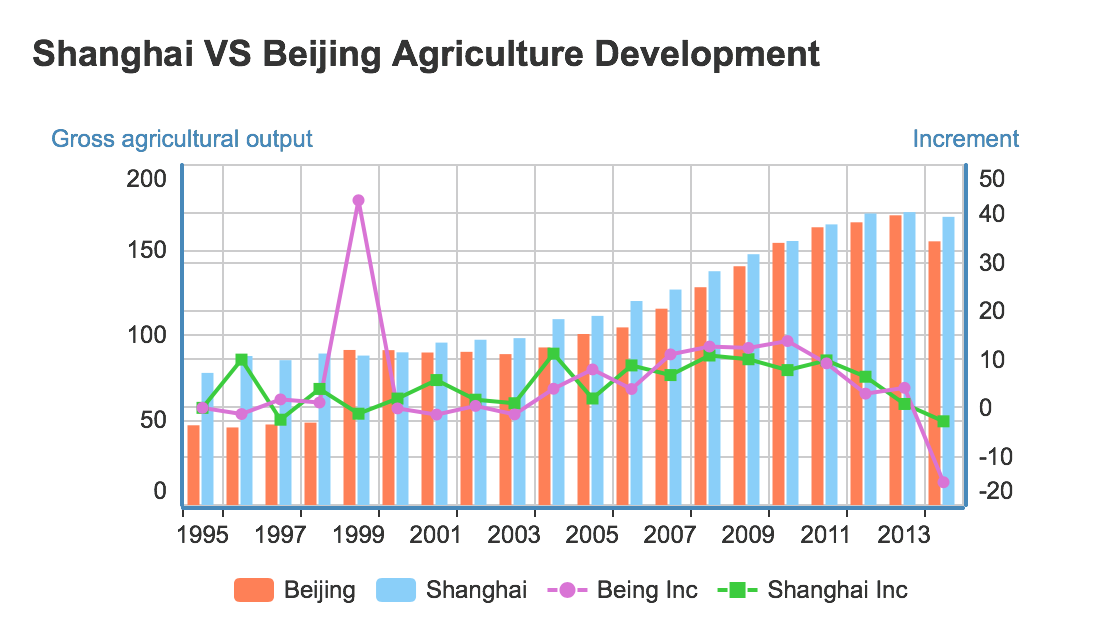 Shanghai VS Beijing Agriculture Development
Gross agricultural output Increment
200 50
40
150
30
20
100
10
0
50
-10
0 -20
1995 1997 1999 2001 2003 2005 2007 2009 2011 2013
Beijing Shanghai Being Inc Shanghai Inc